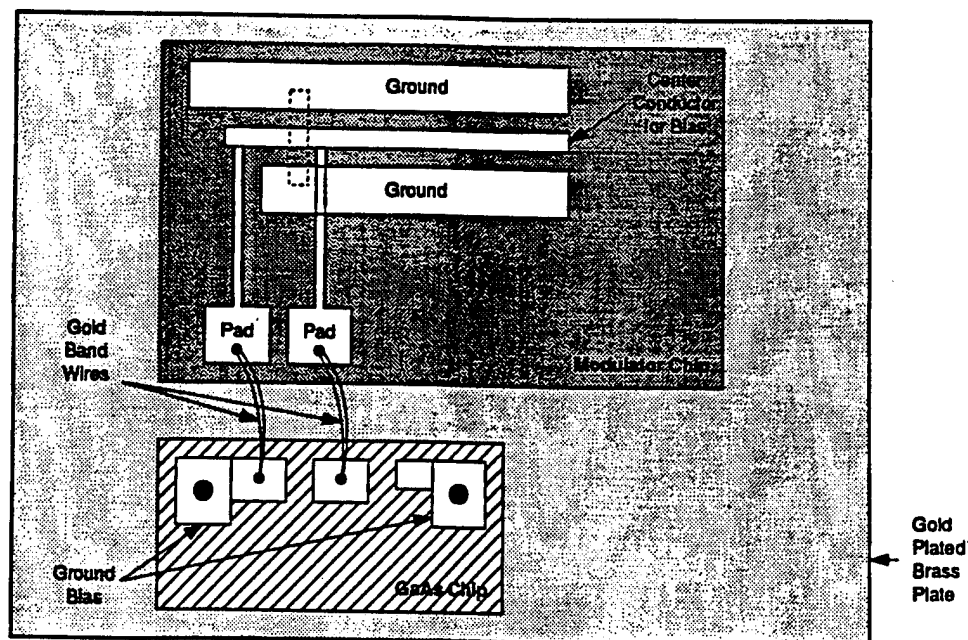 Ground
Center
Conductor
for Bias
Ground
Pad
Pad
Modulator Chip
Gold
Band
Wires
Ground
Bias
GaAs Chip
Gold
Plated
Brass
Plate